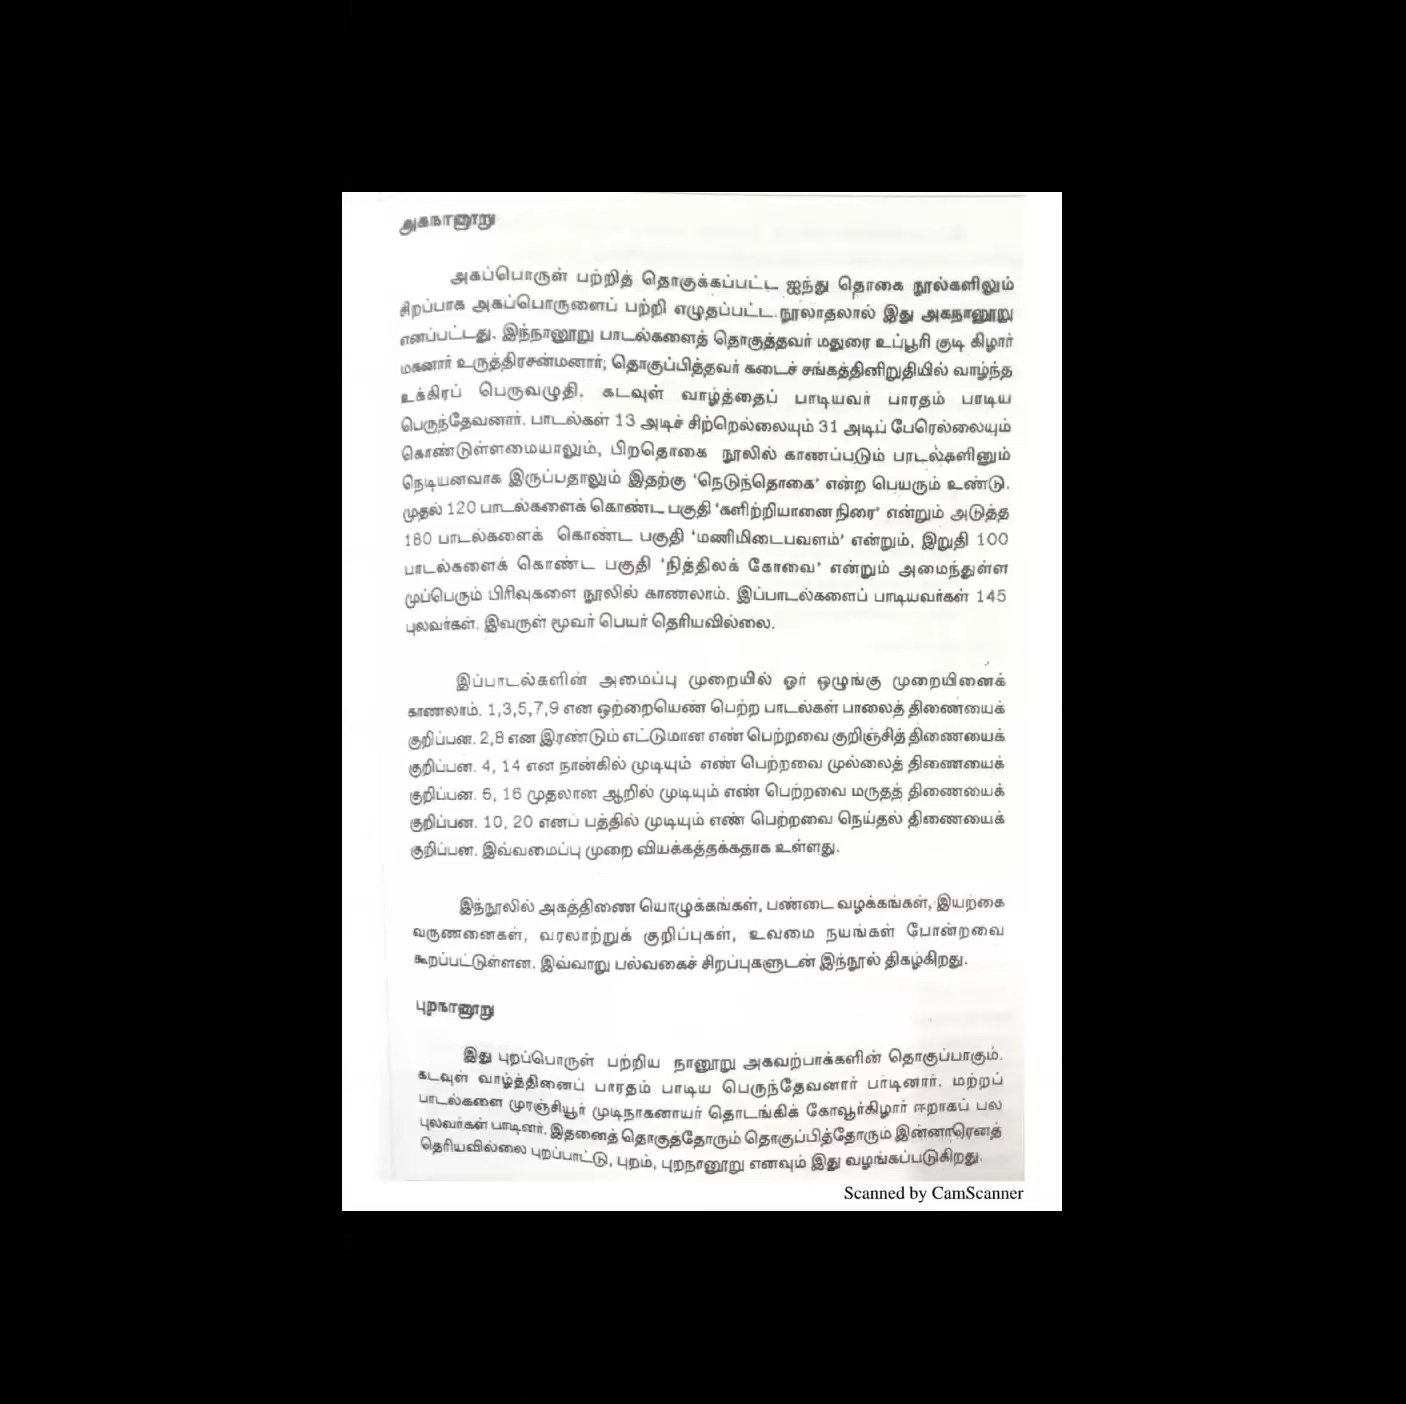 அகநானூறு
அகப்பொருள் பற்றித் தொகுக்கப்பட்ட ஐந்து தொகை நூல்களிலும்
சிறப்பாக அகப்பொருளைப் பற்றி எழுதப்பட்ட நூலாதலால் இது அகநானூறு
எனப்பட்டது. இந்நானூறு பாடல்களைத் தொகுத்தவர் மதுரை உப்பூரி குடி கிழார்
மகனார் உருத்திரசன்மனார்; தொகுப்பித்தவர் கடைச் சங்கத்தினிறுதியில் வாழ்ந்த
உக்கிரப் பெருவழுதி. கடவுள் வாழ்த்தைப் பாடியவர் பாரதம் பாடிய
பெருந்தேவனார். பாடல்கள் 13 அடிச் சிற்றெல்லையும் 31 அடிப் பேரெல்லையும்
கொண்டுள்ளமையாலும், பிறதொகை நூலில் காணப்படும் பாடல்களினும்
நெடியனவாக இருப்பதாலும் இதற்கு 'நெடுந்தொகை' என்ற பெயரும் உண்டு.
முதல் 120 பாடல்களைக் கொண்ட பகுதி 'களிற்றியானை நிரை' என்றும் அடுத்த
180 பாடல்களைக் கொண்ட பகுதி 'மணிமிடைபவளம்' என்றும், இறுதி 100
பாடல்களைக் கொண்ட பகுதி 'நித்திலக் கோவை' என்றும் அமைந்துள்ள
முப்பெரும் பிரிவுகளை நூலில் காணலாம். இப்பாடல்களைப் பாடியவர்கள் 145
புலவர்கள். இவருள் மூவர் பெயர் தெரியவில்லை.
இப்பாடல்களின் அமைப்பு முறையில் ஓர் ஒழுங்கு முறையினைக்
காணலாம். 1,3,5,7,9 என ஒற்றையெண் பெற்ற பாடல்கள் பாலைத் திணையைக்
குறிப்பன. 2,8 என இரண்டும் எட்டுமான எண் பெற்றவை குறிஞ்சித் திணையைக்
குறிப்பன. 4, 14 என நான்கில் முடியும் எண் பெற்றவை முல்லைத் திணையைக்
குறிப்பன. 6, 16 முதலான ஆறில் முடியும் எண் பெற்றவை மருதத் திணையைக்
குறிப்பன. 10, 20 எனப் பத்தில் முடியும் எண் பெற்றவை நெய்தல் திணையைக்
குறிப்பன. இவ்வமைப்பு முறை வியக்கத்தக்கதாக உள்ளது.
இந்நூலில் அகத்திணை யொழுக்கங்கள், பண்டை வழக்கங்கள், இயற்கை
வருணனைகள், வரலாற்றுக் குறிப்புகள், உவமை நயங்கள் போன்றவை
கூறப்பட்டுள்ளன. இவ்வாறு பல்வகைச் சிறப்புகளுடன் இந்நூல் திகழ்கிறது.
புறநானூறு
இது புறப்பொருள் பற்றிய நானூறு அகவற்பாக்களின் தொகுப்பாகும்.
கடவுள் வாழ்த்தினைப் பாரதம் பாடிய பெருந்தேவனார் பாடினார். மற்றப்
பாடல்களை முரஞ்சியூர் முடிநாகனாயர் தொடங்கிக் கோவூர்கிழார் ஈறாகப் பல
புலவர்கள் பாடினர். இதனைத் தொகுத்தோரும் தொகுப்பித்தோரும் இன்னாரெனத்
தெரியவில்லை புறப்பாட்டு, புறம், புறநானூறு எனவும் இது வழங்கப்படுகிறது.
Scanned by CamScanner